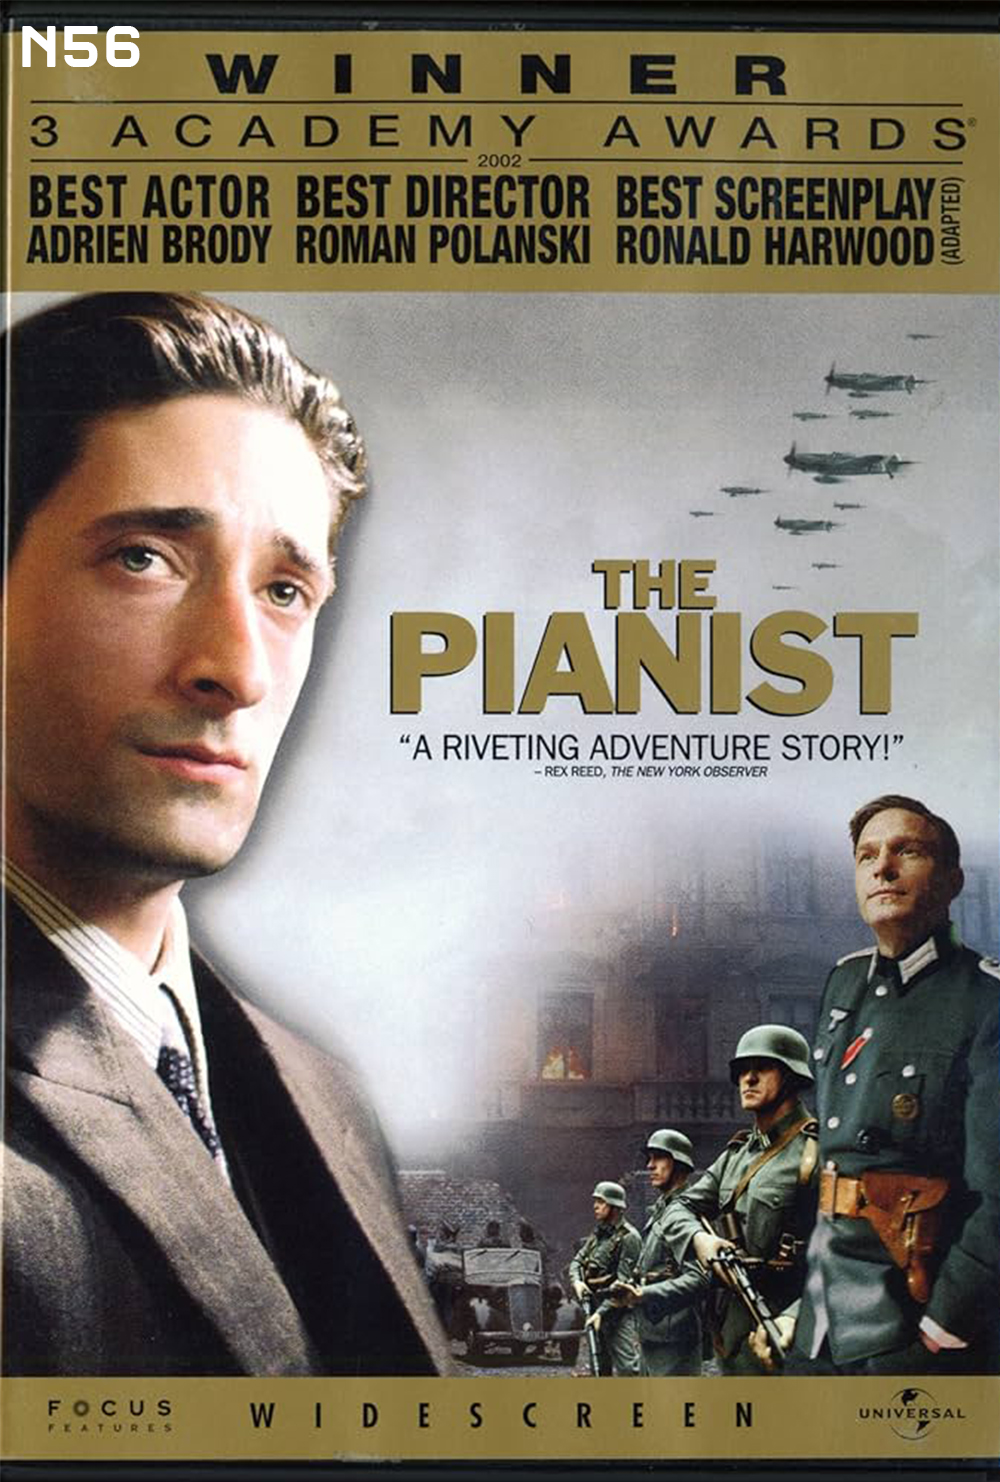 N56
WINNER
3 ACADEMY AWARDS®
2002
BEST ACTOR
ADRIEN BRODY
BEST DIRECTOR
ROMAN POLANSKI
BEST SCREENPLAY
RONALD HARWOOD
(ADAPTED)
THE
PIANIST
“A RIVETING ADVENTURE STORY!”
– REX REED, THE NEW YORK OBSERVER
FOCUS
FEATURES
WIDESCREEN
UNIVERSAL